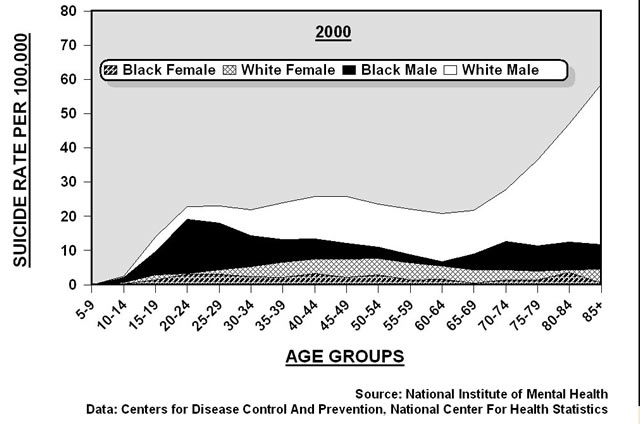 2000
Black Female White Female Black Male White Male
SUICIDE RATE PER 100,000
80
70
60
50
40
30
20
10
0
5-9 10-14 15-19 20-24 25-29 30-34 35-39 40-44 45-49 50-54 55-59 60-64 65-69 70-74 75-79 80-84 85+
AGE GROUPS
Source: National Institute of Mental Health
Data: Centers for Disease Control And Prevention, National Center For Health Statistics